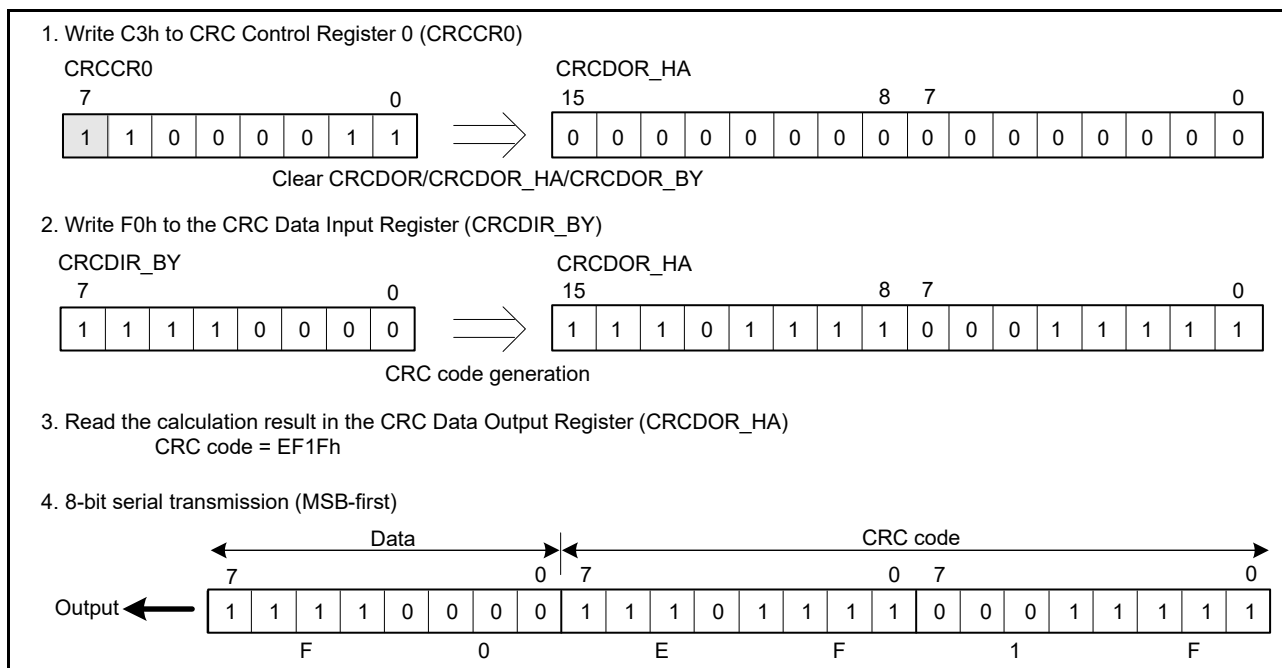 1. Write C3h to CRC Control Register 0 (CRCCR0)
CRCCR0 CRCDOR_HA
7 0 15 8 7 0
1 1 0 0 0 0 1 1 0 0 0 0 0 0 0 0 0 0 0 0 0 0 0 0
Clear CRCDOR/CRCDOR_HA/CRCDOR_BY
2. Write F0h to the CRC Data Input Register (CRCDIR_BY)
CRCDIR_BY CRCDOR_HA
7 0 15 8 7 0
1 1 1 1 0 0 0 0 1 1 1 0 1 1 1 1 0 0 0 1 1 1 1 1
CRC code generation
3. Read the calculation result in the CRC Data Output Register (CRCDOR_HA)
CRC code = EF1Fh
4. 8-bit serial transmission (MSB-first)
Data CRC code
7 0 7 0 7 0
Output 1 1 1 1 0 0 0 0 1 1 1 0 1 1 1 1 0 0 0 1 1 1 1 1
F 0 E F 1 F